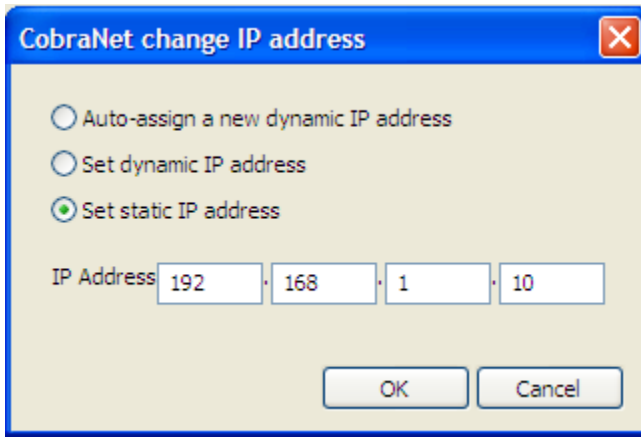 CobraNet change IP address
Auto-assign a new dynamic IP address
Set dynamic IP address
Set static IP address
IP Address 192 . 168 . 1 . 10
OK Cancel